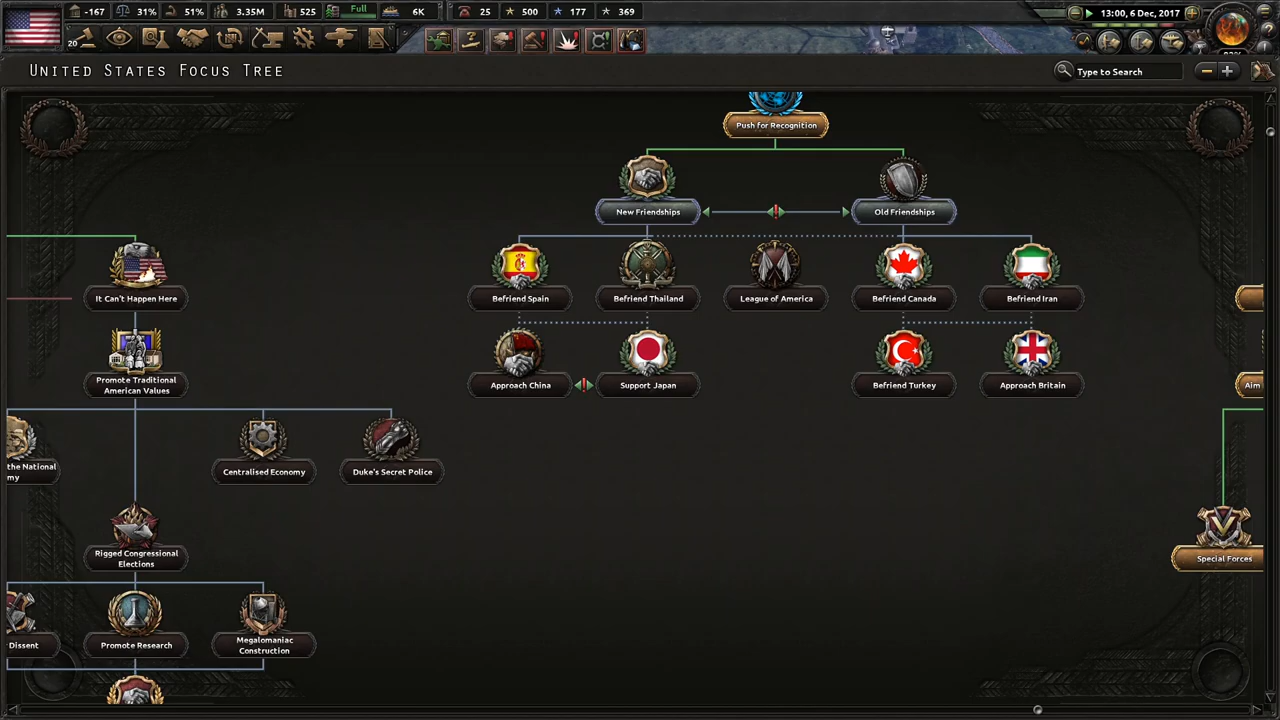 -167 31% 51% 3.35M 525 Full 6K 25 500 177 369 13:00, 6 Dec, 2017
20
UNITED STATES FOCUS TREE
Type to Search
Push for Recognition
New Friendships Old Friendships
It Can't Happen Here Befriend Spain Befriend Thailand League of America Befriend Canada Befriend Iran
Promote Traditional
American Values
Approach China Support Japan Befriend Turkey Approach Britain
Aim
the National
my
Centralised Economy Duke's Secret Police
Rigged Congressional
Elections
Special Forces
Dissent Promote Research
Megalomaniac
Construction